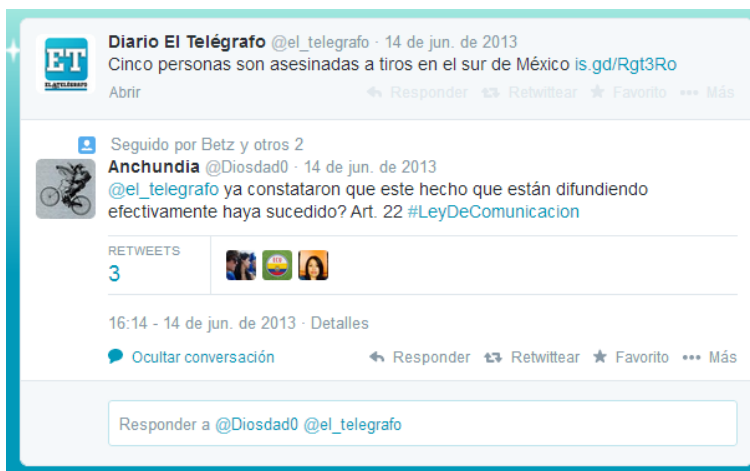 ET
EL TELÉGRAFO
Diario El Telégrafo @el_telegrafo · 14 de jun. de 2013
Cinco personas son asesinadas a tiros en el sur de México is.gd/Rgt3Ro
Abrir Responder Retwittear Favorito ••• Más
Seguido por Betz y otros 2
Anchundia @Diosdad0 · 14 de jun. de 2013
@el_telegrafo ya constataron que este hecho que están difundiendo
efectivamente haya sucedido? Art. 22 #LeyDeComunicacion
RETWEETS
3
16:14 - 14 de jun. de 2013 · Detalles
Ocultar conversación Responder Retwittear Favorito ••• Más
Responder a @Diosdad0 @el_telegrafo